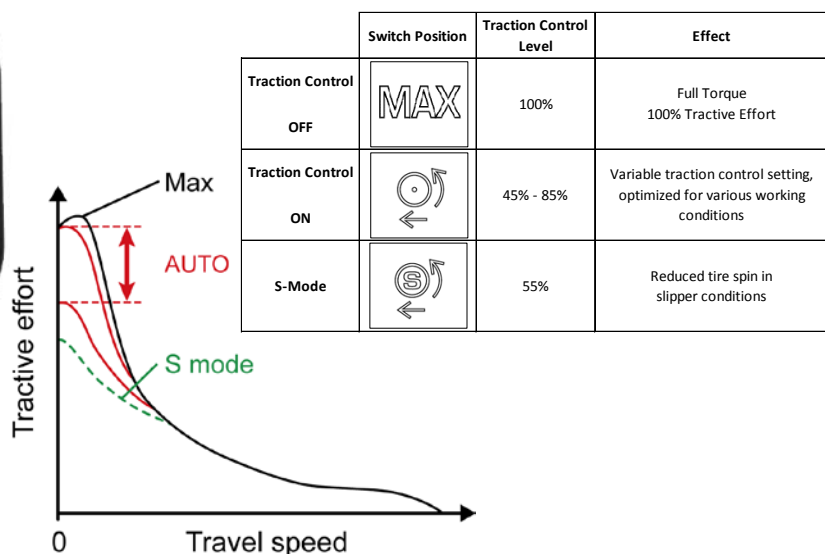 Switch Position
Traction Control
Level
Effect
Traction Control
OFF
MAX
100%
Full Torque
100% Tractive Effort
Traction Control
ON
45% - 85%
Variable traction control setting,
optimized for various working
conditions
S-Mode
S
55%
Reduced tire spin in
slipper conditions
Max
AUTO
S mode
Tractive effort
0
Travel speed